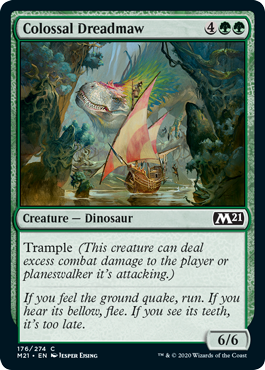 Colossal Dreadmaw 4
Creature — Dinosaur M21
Trample (This creature can deal
excess combat damage to the player or
planeswalker it's attacking.)
If you feel the ground quake, run. If you
hear its bellow, flee. If you see its teeth,
it's too late.
6/6
176/274 C
M21 • EN Jesper Ejsing ™ & © 2020 Wizards of the Coast